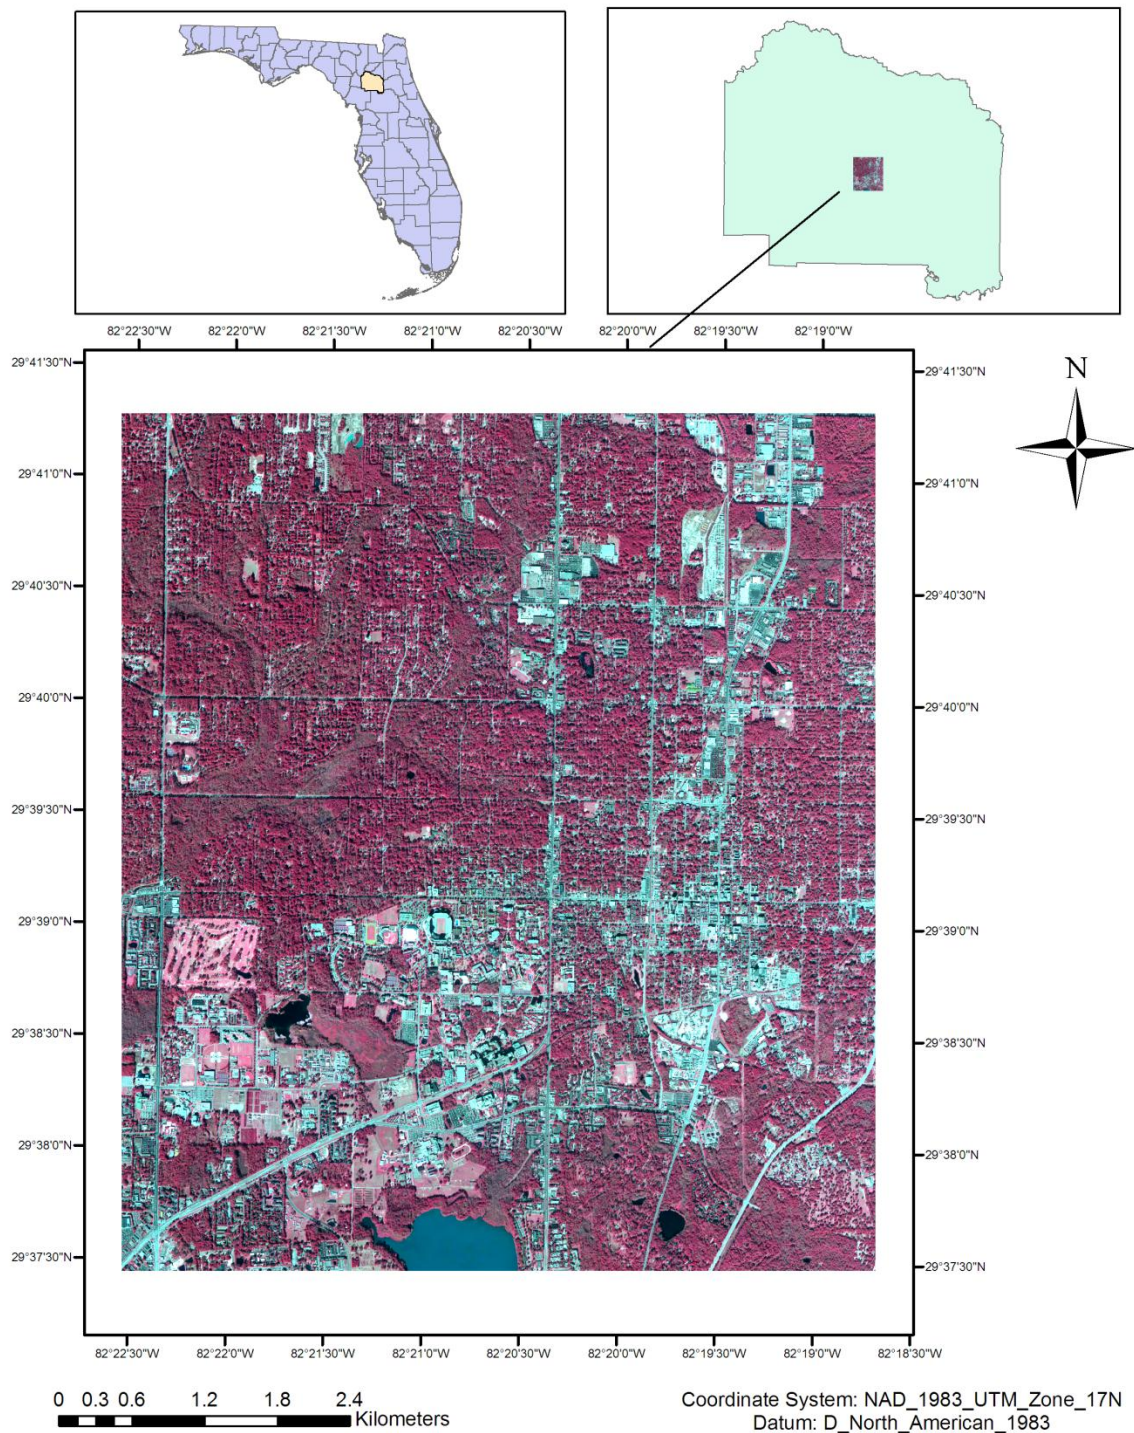 82°22'30"W 82°22'0"W 82°21'30"W 82°21'0"W 82°20'30"W 82°20'0"W 82°19'30"W 82°19'0"W
29°41'30"N 29°41'30"N
N
29°41'0"N 29°41'0"N
29°40'30"N 29°40'30"N
29°40'0"N 29°40'0"N
29°39'30"N 29°39'30"N
29°39'0"N 29°39'0"N
29°38'30"N 29°38'30"N
29°38'0"N 29°38'0"N
29°37'30"N 29°37'30"N
82°22'30"W 82°22'0"W 82°21'30"W 82°21'0"W 82°20'30"W 82°20'0"W 82°19'30"W 82°19'0"W 82°18'30"W
0 0.3 0.6 1.2 1.8 2.4
Kilometers
Coordinate System: NAD_1983_UTM_Zone_17N
Datum: D_North_American_1983